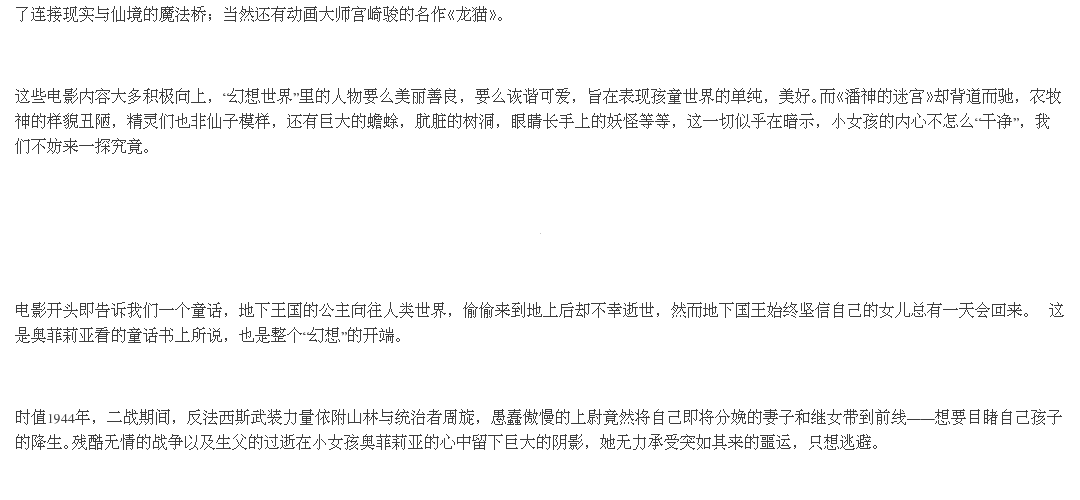 了连接现实与仙境的魔法桥；当然还有动画大师宫崎骏的名作《龙猫》。
这些电影内容大多积极向上，“幻想世界”里的人物要么美丽善良，要么诙谐可爱，旨在表现孩童世界的单纯，美好。而《潘神的迷宫》却背道而驰，农牧
神的样貌丑陋，精灵们也非仙子模样，还有巨大的蟾蜍，肮脏的树洞，眼睛长手上的妖怪等等，这一切似乎在暗示，小女孩的内心不怎么“干净”，我
们不妨来一探究竟。
电影开头即告诉我们一个童话，地下王国的公主向往人类世界，偷偷来到地上后却不幸逝世，然而地下国王始终坚信自己的女儿总有一天会回来。 这
是奥菲莉亚看的童话书上所说，也是整个“幻想”的开端。
时值1944年，二战期间，反法西斯武装力量依附山林与统治者周旋，愚蠢傲慢的上尉竟然将自己即将分娩的妻子和继女带到前线——想要目睹自己孩子
的降生。残酷无情的战争以及生父的过逝在小女孩奥菲莉亚的心中留下巨大的阴影，她无力承受突如其来的噩运，只想逃避。